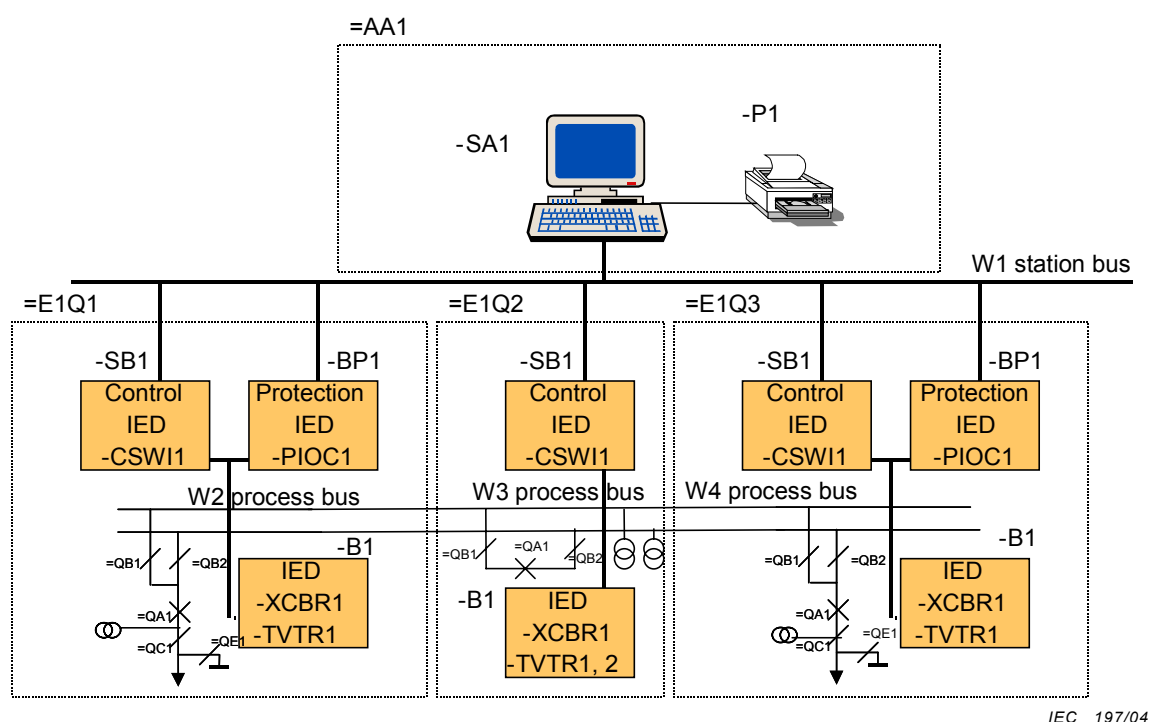 =AA1
-P1
-SA1
W1 station bus
=E1Q1
=E1Q2
=E1Q3
-SB1
-BP1
-SB1
-SB1
-BP1
Control
IED
-CSWI1
Protection
IED
-PIOC1
Control
IED
-CSWI1
Control
IED
-CSWI1
Protection
IED
-PIOC1
W2 process bus
W3 process bus
W4 process bus
=QB1
=QB2
-B1
IED
-XCBR1
-TVTR1
=QA1
=QC1
=QE1
=QB1
=QA1
=QB2
-B1
IED
-XCBR1
-TVTR1, 2
=QB1
=QB2
-B1
IED
-XCBR1
-TVTR1
=QA1
=QC1
=QE1
IEC 197/04